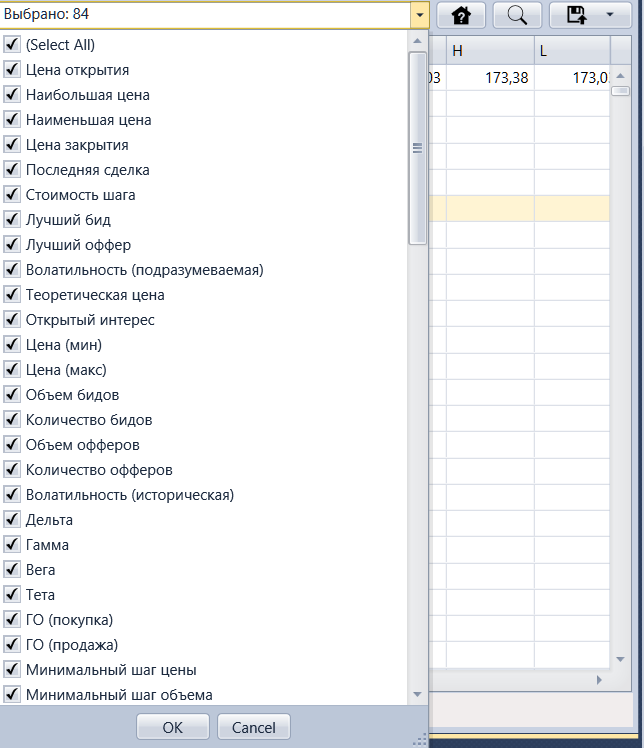 Выбрано: 84
(Select All)
Цена открытия
Наибольшая цена
Наименьшая цена
Цена закрытия
Последняя сделка
Стоимость шага
Лучший бид
Лучший оффер
Волатильность (подразумеваемая)
Теоретическая цена
Открытый интерес
Цена (мин)
Цена (макс)
Объем бидов
Количество бидов
Объем офферов
Количество офферов
Волатильность (историческая)
Дельта
Гамма
Вега
Тета
ГО (покупка)
ГО (продажа)
Минимальный шаг цены
Минимальный шаг объема
OK Cancel
H L
03 173,38 173,0